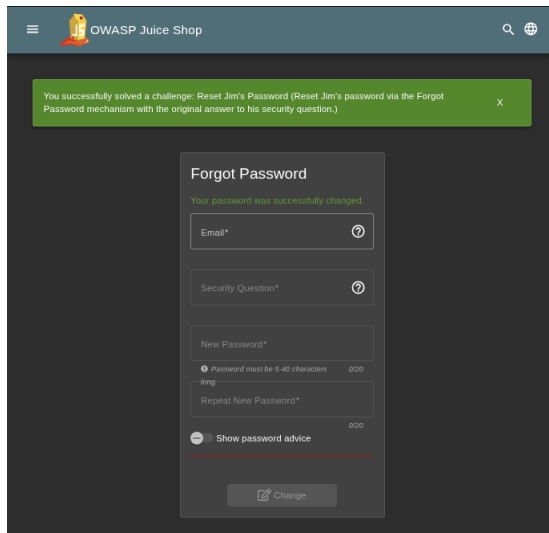 OWASP Juice Shop
You successfully solved a challenge: Reset Jim's Password (Reset Jim's password via the Forgot
Password mechanism with the original answer to his security question.)
X
Forgot Password
Your password was successfully changed.
Email*
Security Question*
New Password*
Password must be 5-40 characters
long.
0/20
Repeat New Password*
0/20
Show password advice
Change